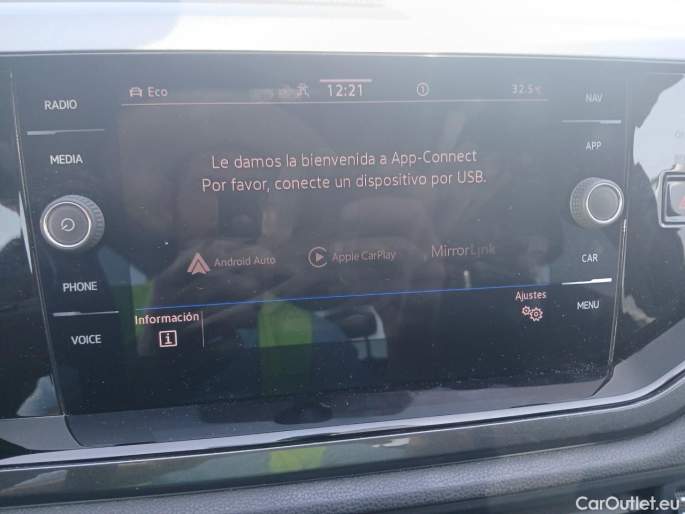 RADIO
MEDIA
PHONE
VOICE
Eco
12:21
32.5
Le damos la bienvenida a App-Connect
Por favor, conecte un dispositivo por USB.
Android Auto
Apple CarPlay
MirrorLink
Información
Ajustes
NAV
APP
CAR
MENU
CarOutlet.eu